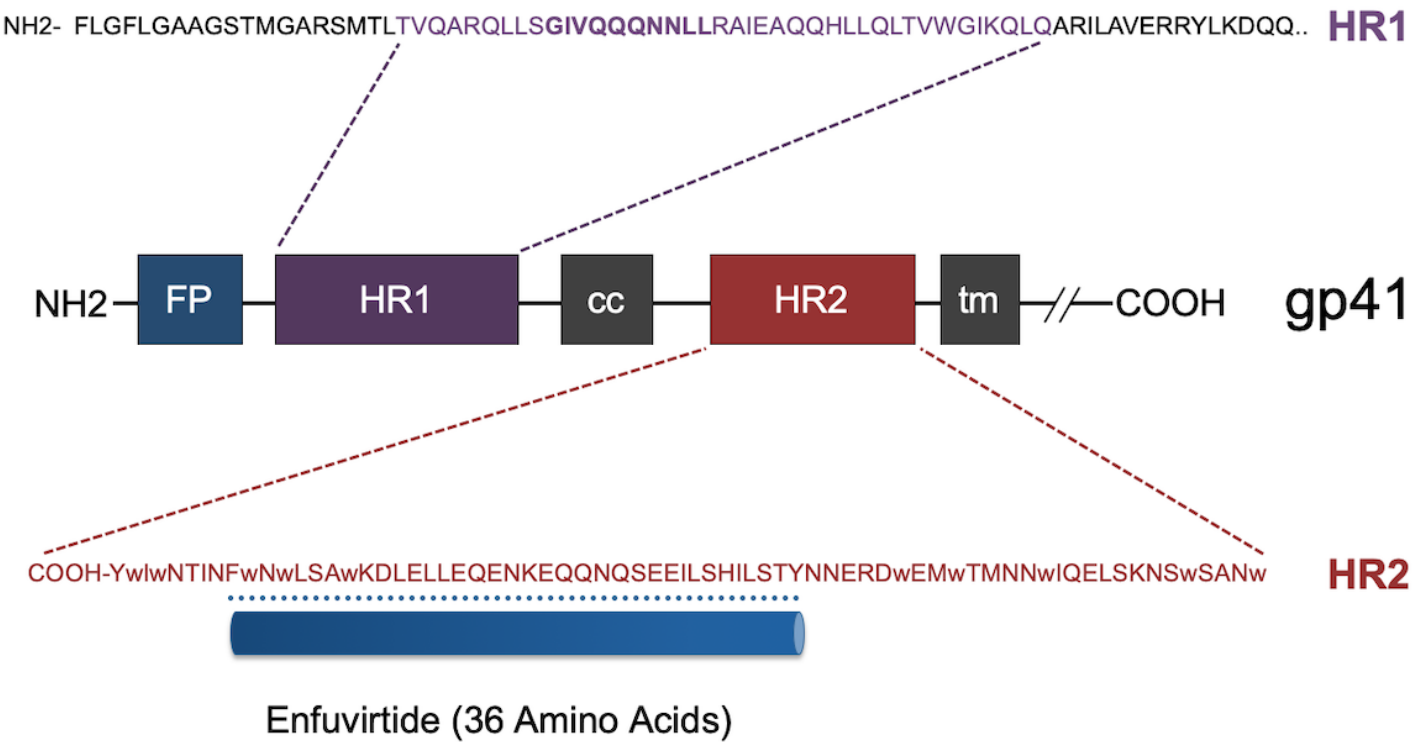 NH2- FLGFLGAAGSTMGARSMTLTVQARQLLSGIVQQQNNLLRAIEAQQHLLQLTVWGIKQLQARILAVERRYLKDQQ.. HR1
NH2 FP HR1 cc HR2 tm COOH gp41
COOH-YwIwNTINFwNwLSAwKDLELLEQENKEQQNQSEEILSHILSTYNNERDwEMwTMNNwIQELSKNSwSANw HR2
Enfuvirtide (36 Amino Acids)